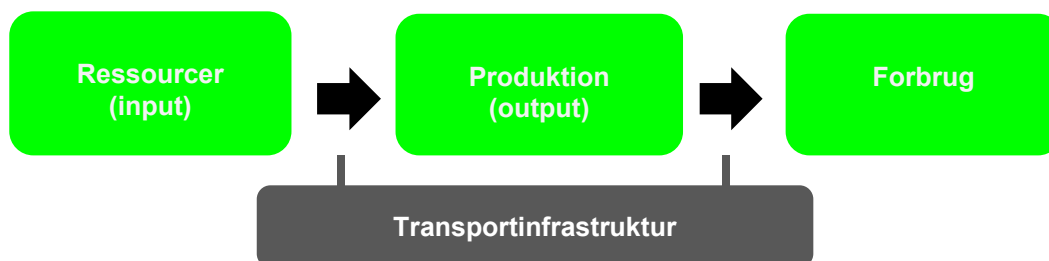 Ressourcer
(input)
Produktion
(output)
Forbrug
Transportinfrastruktur